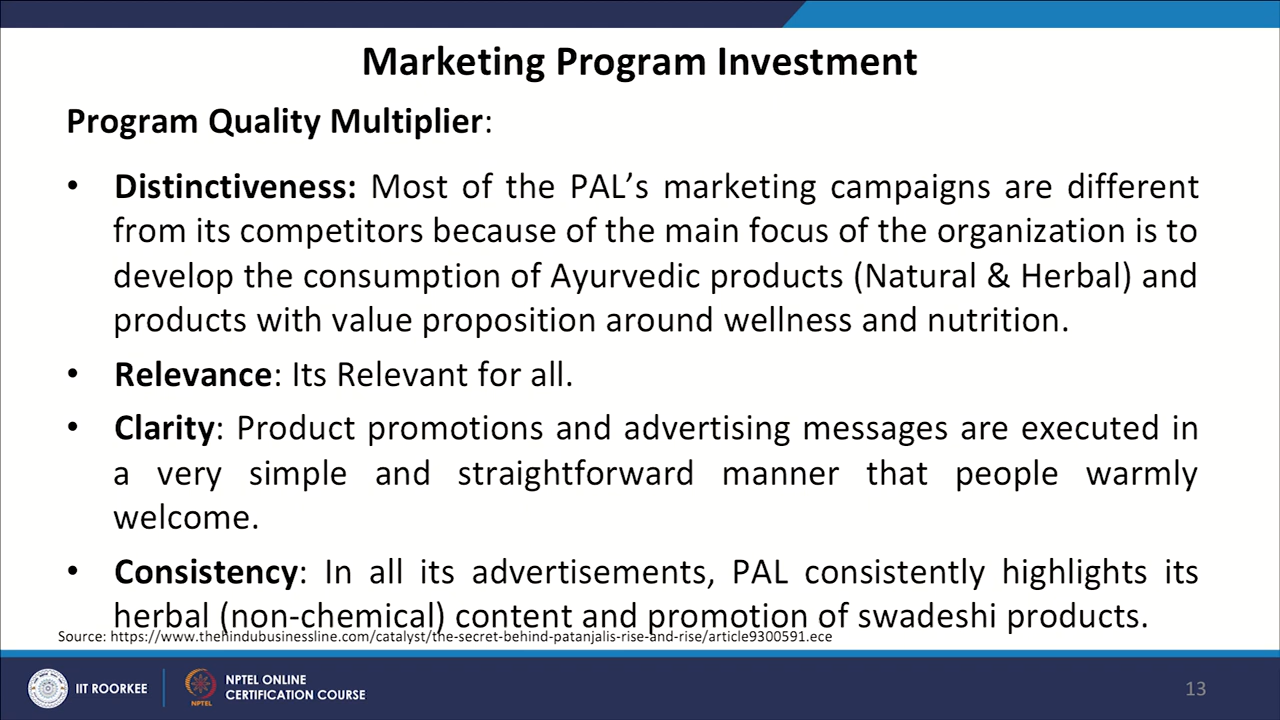 Marketing Program Investment
Program Quality Multiplier:
• Distinctiveness: Most of the PAL’s marketing campaigns are different
from its competitors because of the main focus of the organization is to
develop the consumption of Ayurvedic products (Natural & Herbal) and
products with value proposition around wellness and nutrition.
• Relevance: Its Relevant for all.
• Clarity: Product promotions and advertising messages are executed in
a very simple and straightforward manner that people warmly
welcome.
• Consistency: In all its advertisements, PAL consistently highlights its
herbal (non-chemical) content and promotion of swadeshi products.
Source: https://www.thehindubusinessline.com/catalyst/the-secret-behind-patanjalis-rise-and-rise/article9300591.ece
IIT ROORKEE
NPTEL
NPTEL ONLINE
CERTIFICATION COURSE
13